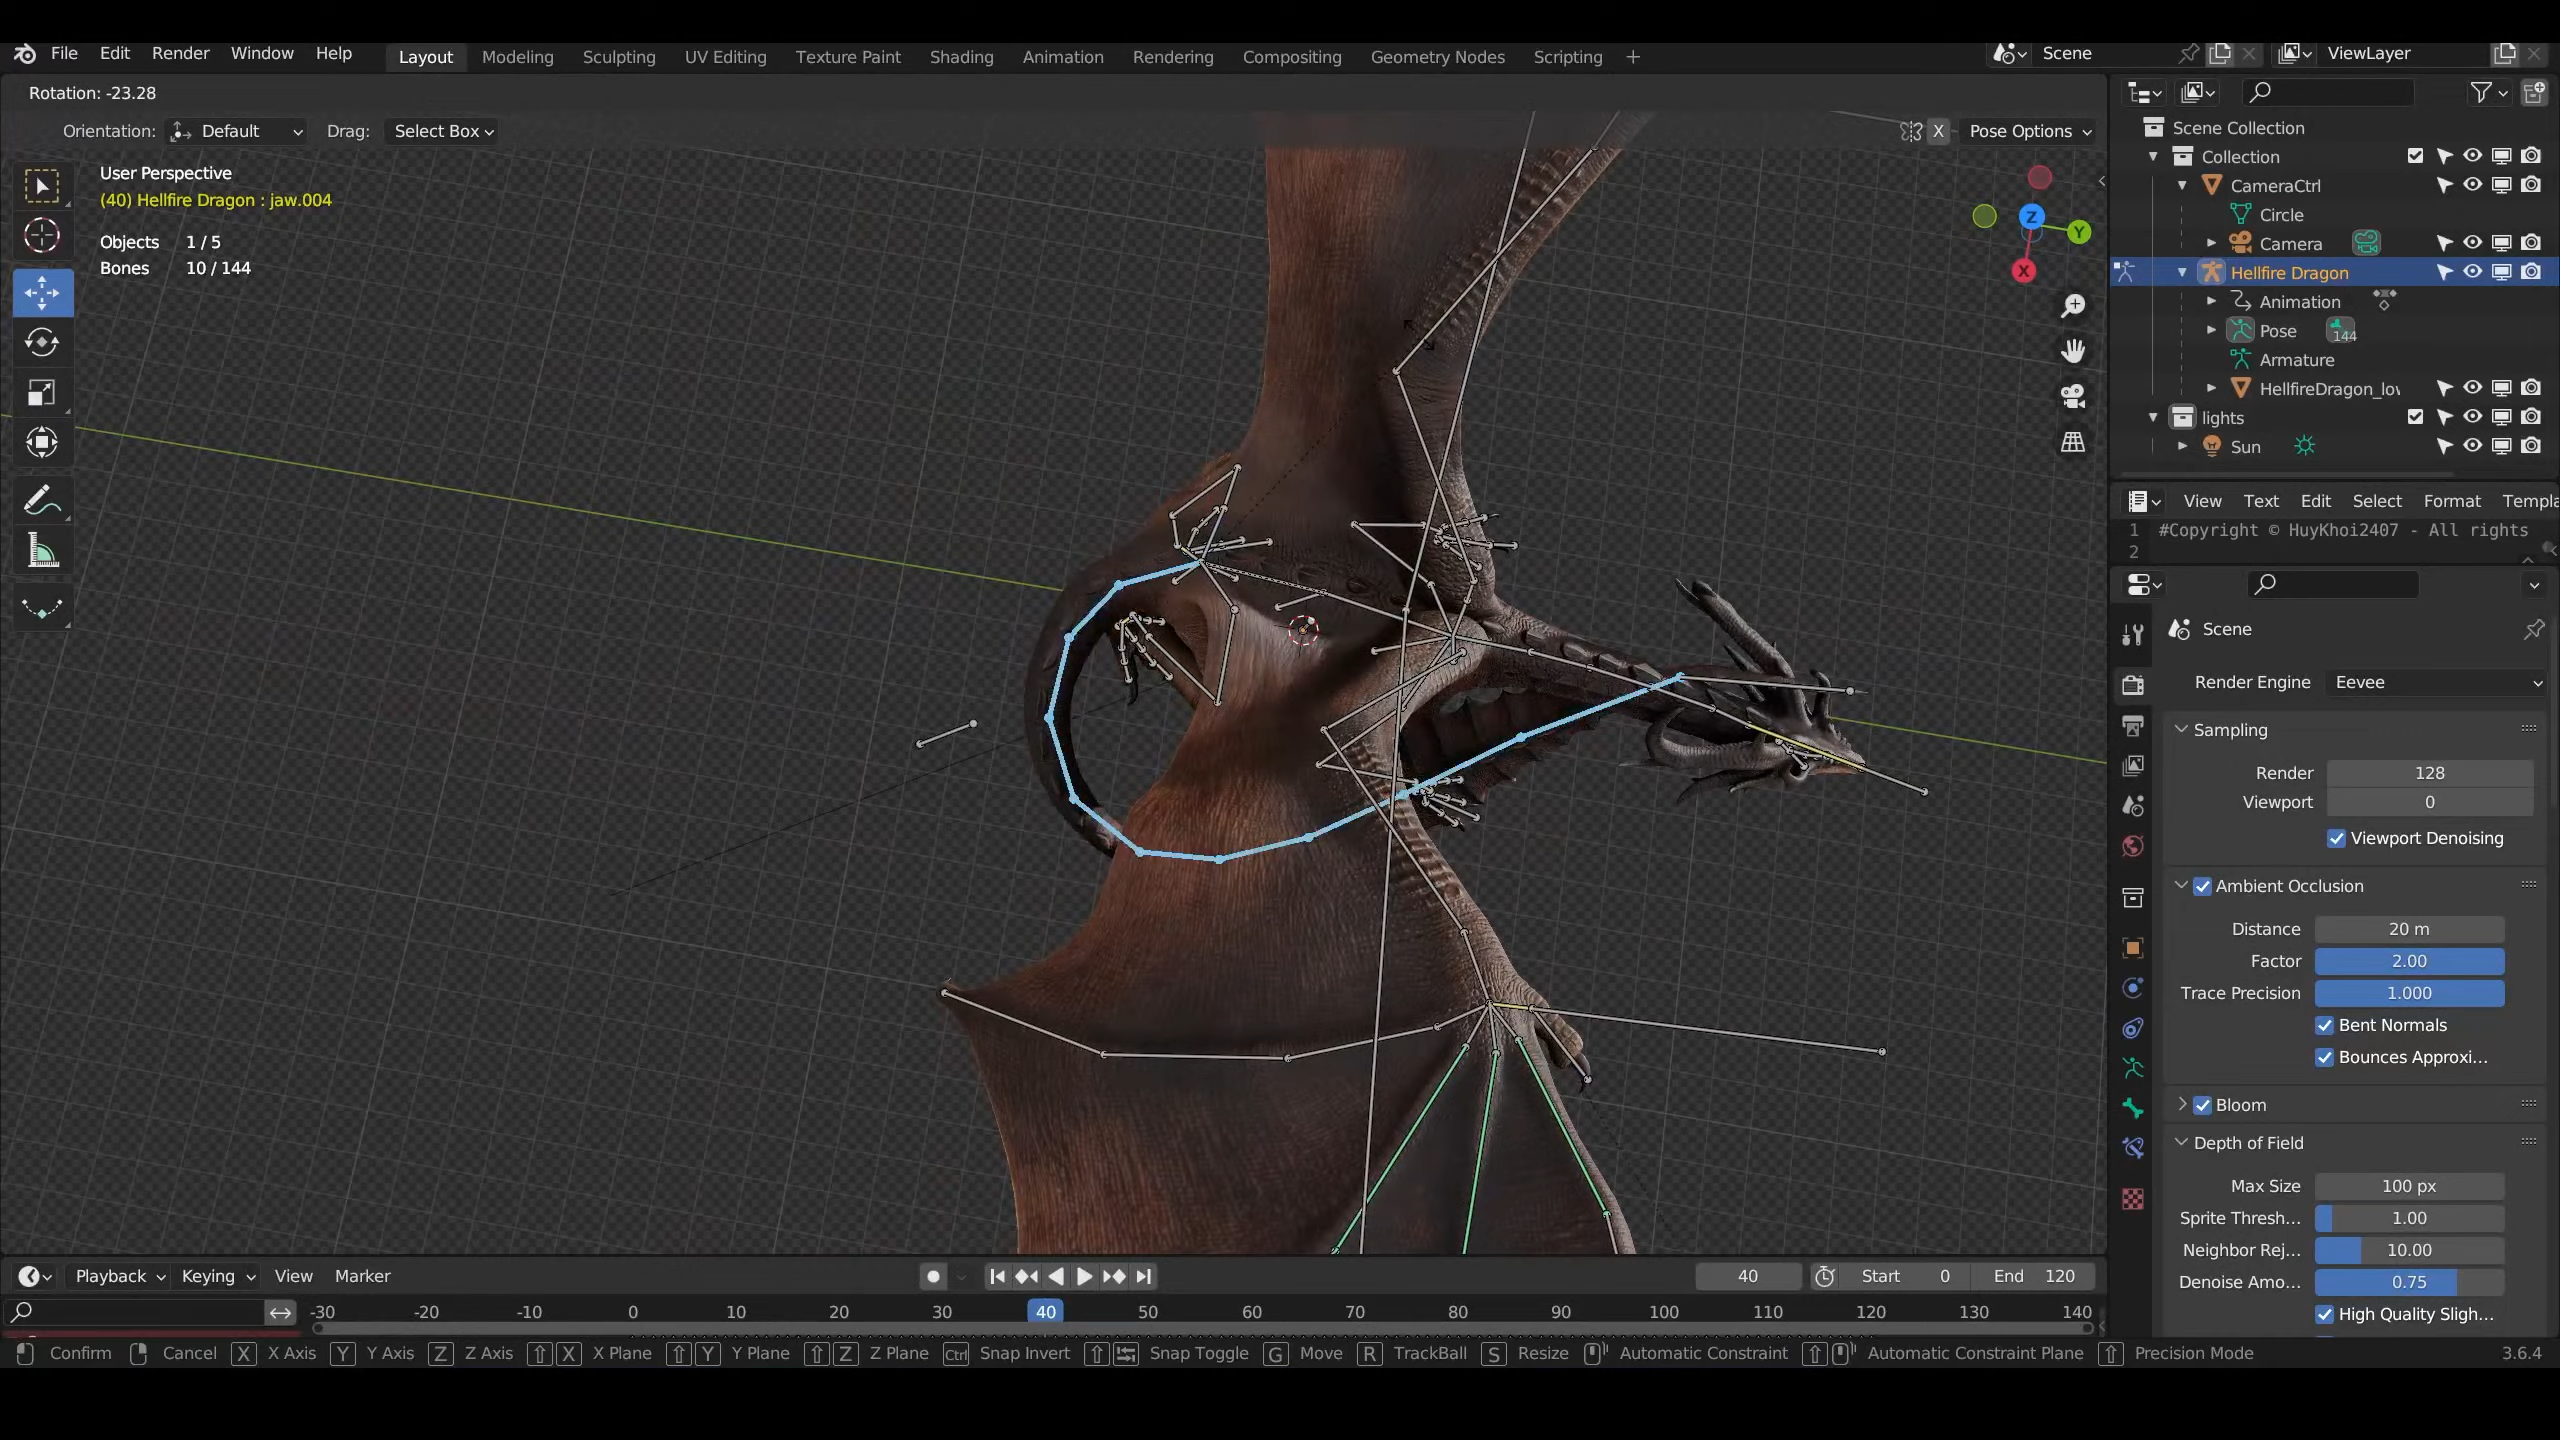 File Edit Render Window Help Layout Modeling Sculpting UV Editing Texture Paint Shading Animation Rendering Compositing Geometry Nodes Scripting + Scene ViewLayer
Rotation: -23.28
Orientation: Default Drag: Select Box X Pose Options
User Perspective
(40) Hellfire Dragon : jaw.004
Objects 1 / 5
Bones 10 / 144
Z
Y
X
Scene Collection
Collection
CameraCtrl
Circle
Camera
Hellfire Dragon
Animation
Pose 144
Armature
HellfireDragon_lov
lights
Sun
View Text Edit Select Format Templa
1 #Copyright © HuyKhoi2407 - All rights
2
Scene
Render Engine Eevee
Sampling
Render 128
Viewport 0
Viewport Denoising
Ambient Occlusion
Distance 20 m
Factor 2.00
Trace Precision 1.000
Bent Normals
Bounces Approxi...
Bloom
Depth of Field
Max Size 100 px
Sprite Thresh... 1.00
Neighbor Rej... 10.00
Denoise Amo... 0.75
High Quality Sligh...
Playback Keying View Marker 40 Start 0 End 120
-30 -20 -10 0 10 20 30 40 50 60 70 80 90 100 110 120 130 140
Confirm Cancel X X Axis Y Y Axis Z Z Axis X X Plane Y Y Plane Z Z Plane Ctrl Snap Invert Snap Toggle G Move R TrackBall S Resize Automatic Constraint Automatic Constraint Plane Precision Mode 3.6.4